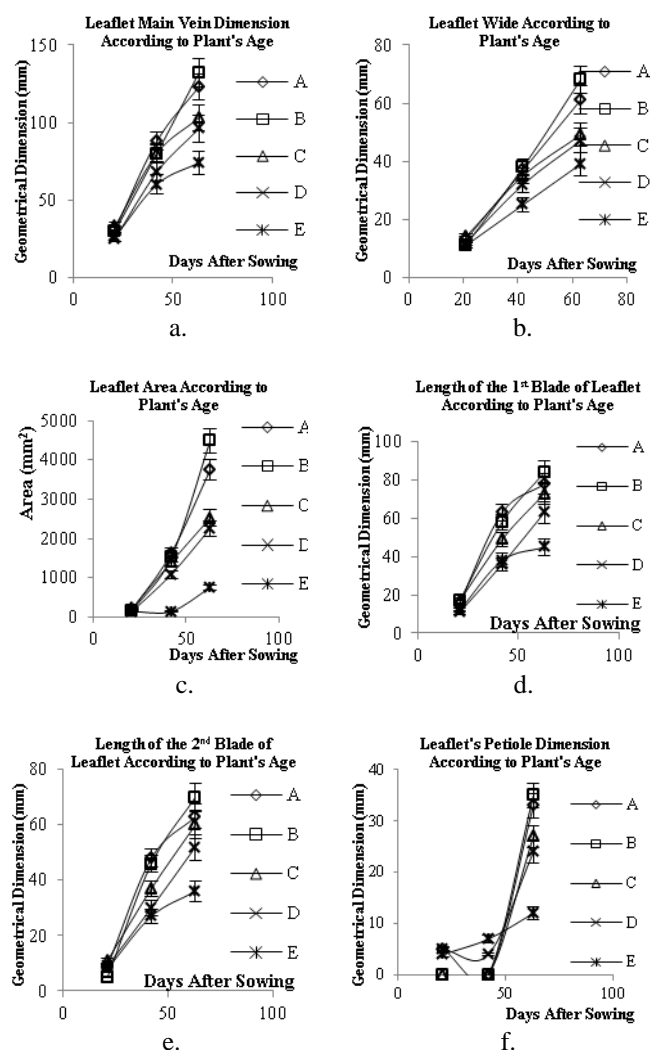 Leaflet Main Vein Dimension
According to Plant's Age
Geometrical Dimension (mm)
150
100
50
0
0
50
100
Days After Sowing
A
B
C
D
E
a.
Leaflet Wide According to
Plant's Age
Geometrical Dimension (mm)
80
60
40
20
0
0
20
40
60
80
Days After Sowing
A
B
C
D
E
b.
Leaflet Area According to
Plant's Age
Area (mm²)
5000
4000
3000
2000
1000
0
0
50
100
Days After Sowing
A
B
C
D
E
c.
Length of the 1st Blade of Leaflet
According to Plant's Age
Geometrical Dimension (mm)
100
80
60
40
20
0
0
50
100
Days After Sowing
A
B
C
D
E
d.
Length of the 2nd Blade of
Leaflet According to Plant's Age
Geometrical Dimension (mm)
80
60
40
20
0
0
50
100
Days After Sowing
A
B
C
D
E
e.
Leaflet's Petiole Dimension
According to Plant's Age
Geometrical Dimension (mm)
40
30
20
10
0
0
50
100
Days After Sowing
A
B
C
D
E
f.